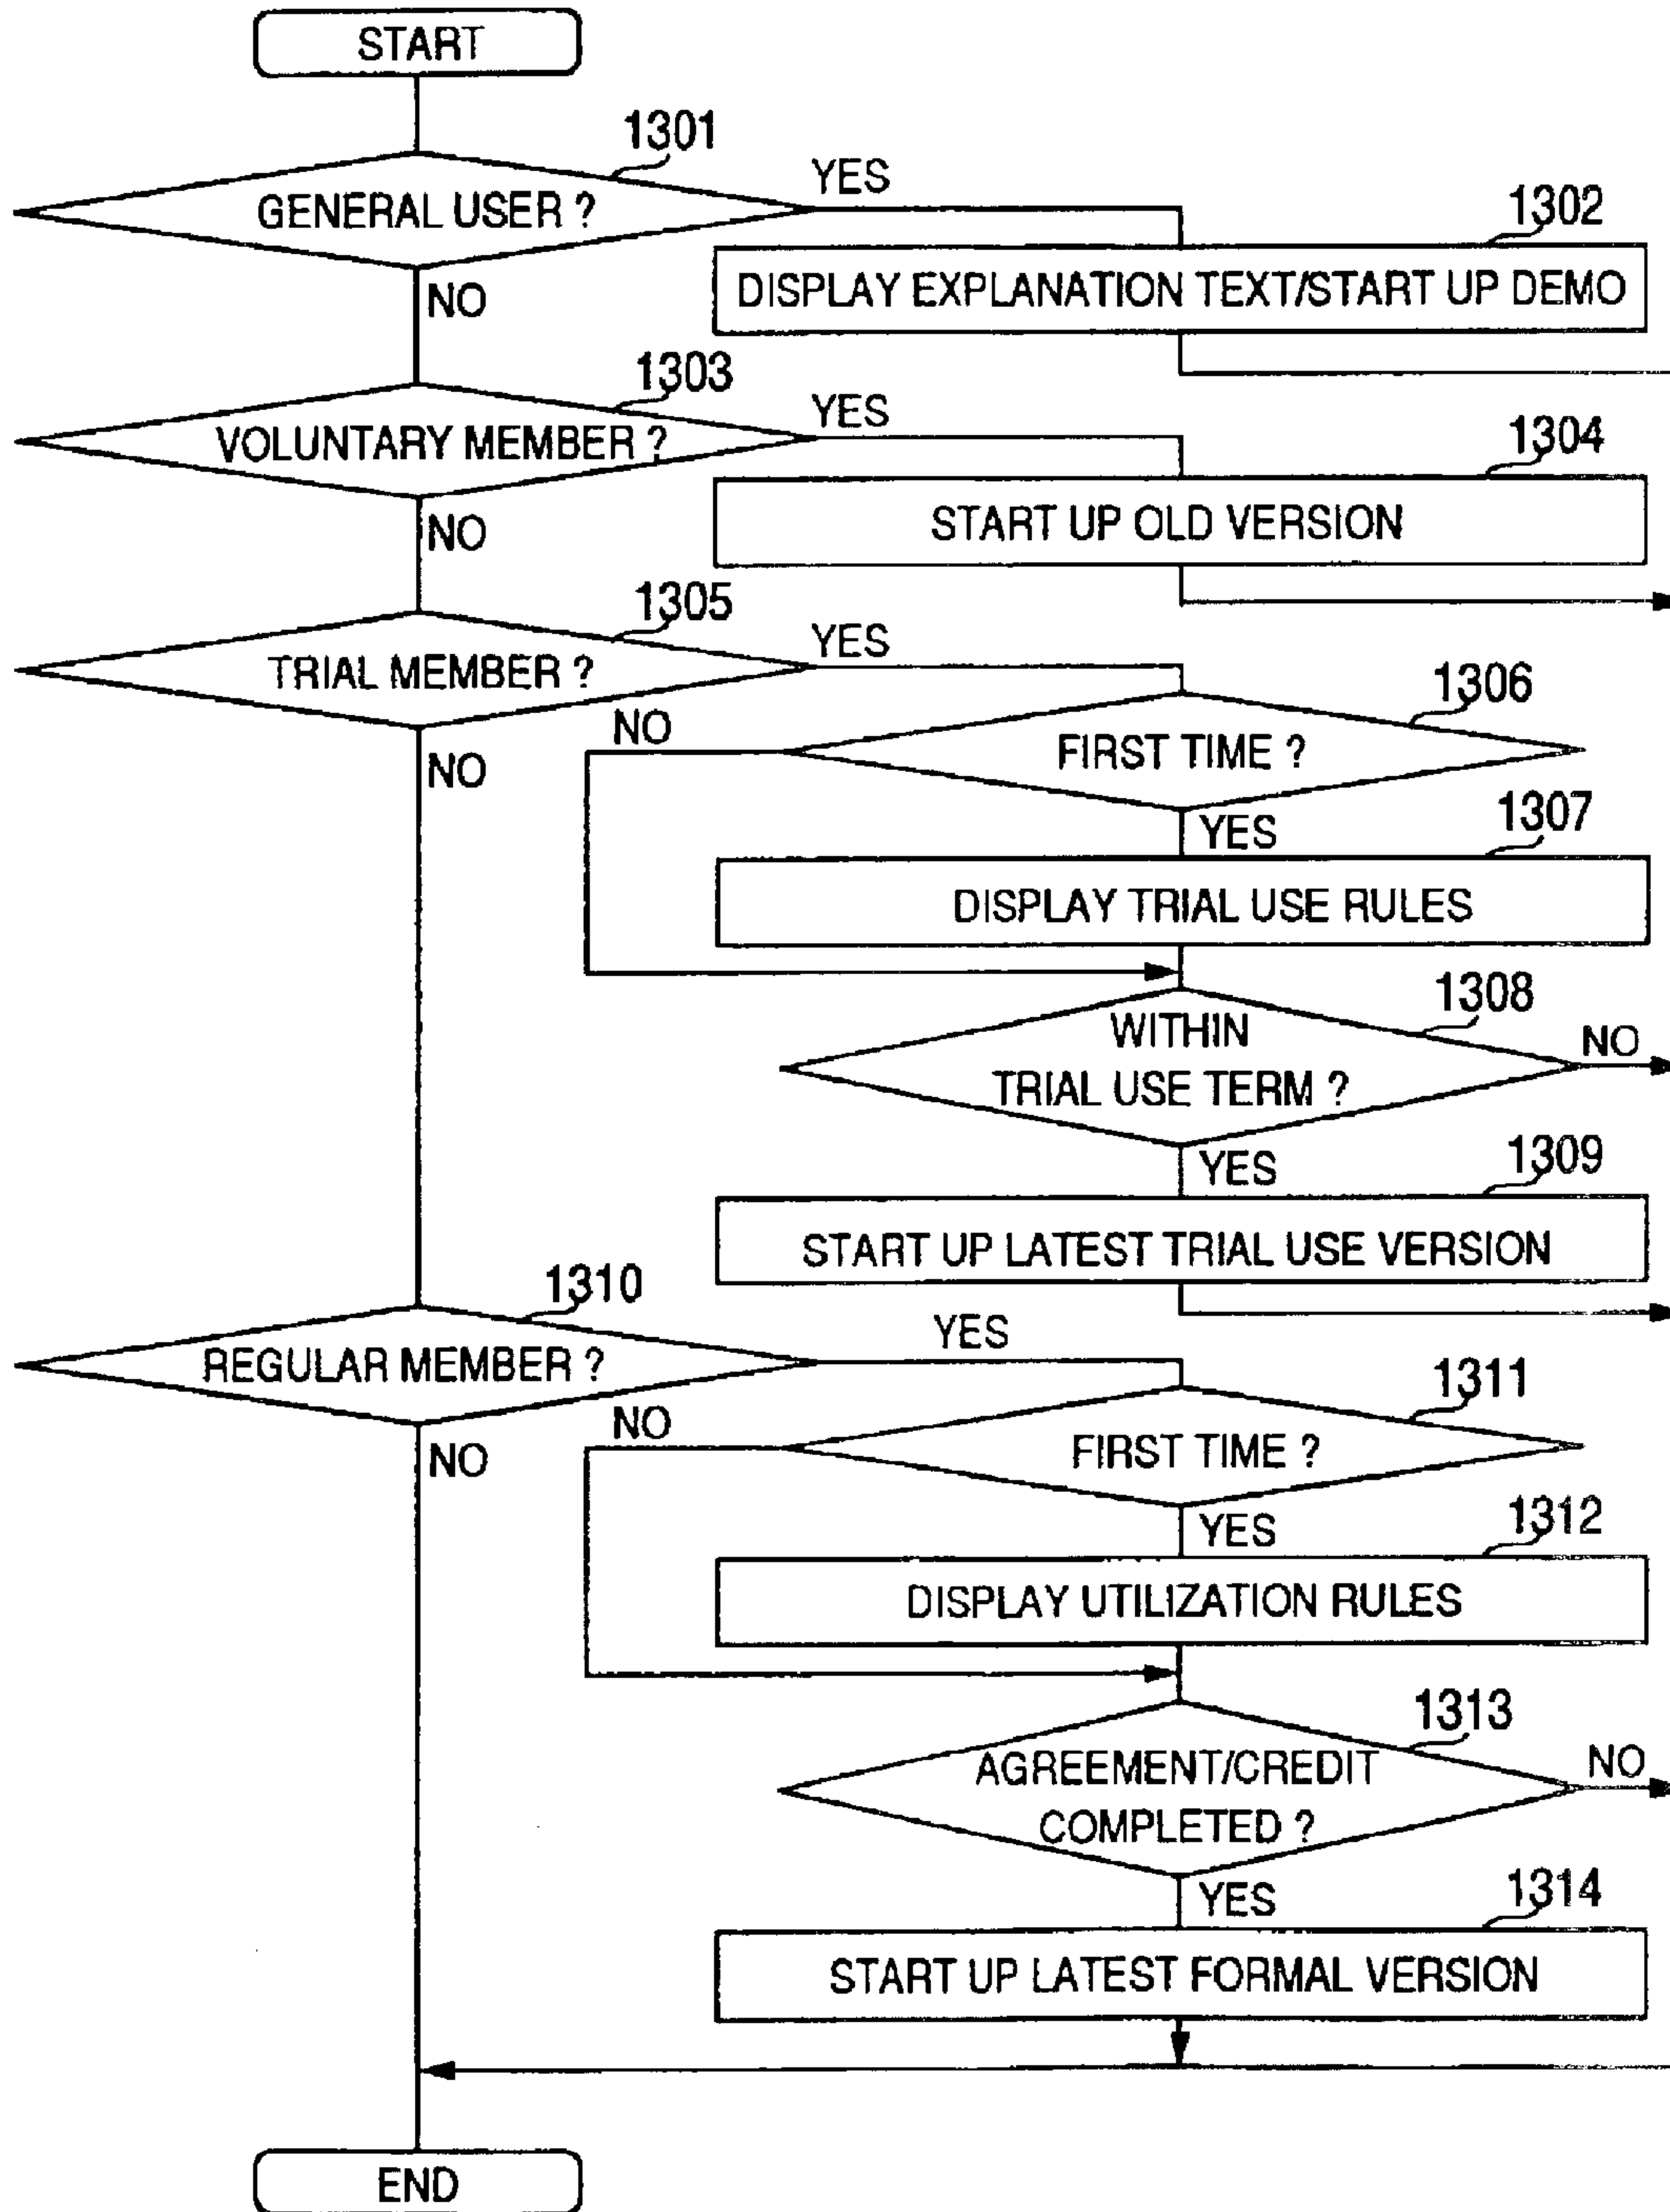 START
1301
GENERAL USER ?
YES
1302
DISPLAY EXPLANATION TEXT/START UP DEMO
NO
1303
VOLUNTARY MEMBER ?
YES
1304
START UP OLD VERSION
NO
1305
TRIAL MEMBER ?
YES
1306
FIRST TIME ?
NO
NO
YES
1307
DISPLAY TRIAL USE RULES
1308
WITHIN
TRIAL USE TERM ?
NO
YES
1309
START UP LATEST TRIAL USE VERSION
1310
REGULAR MEMBER ?
YES
1311
FIRST TIME ?
NO
NO
YES
1312
DISPLAY UTILIZATION RULES
1313
AGREEMENT/CREDIT
COMPLETED ?
NO
YES
1314
START UP LATEST FORMAL VERSION
END